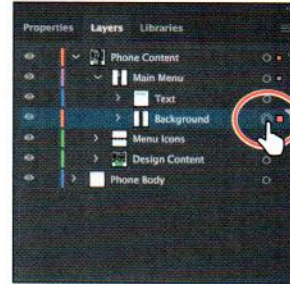 Properties Layers Libraries
Phone Content
Main Menu
Text
Background
Menu Icons
Design Content
Phone Body